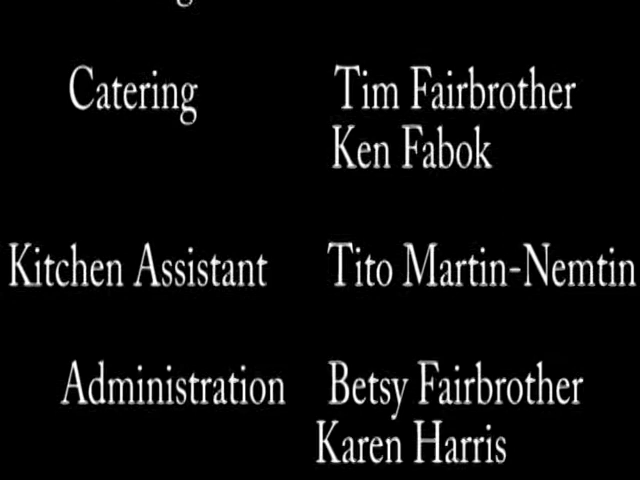 Catering Tim Fairbrother
Ken Fabok
Kitchen Assistant Tito Martin-Nemtin
Administration Betsy Fairbrother
Karen Harris